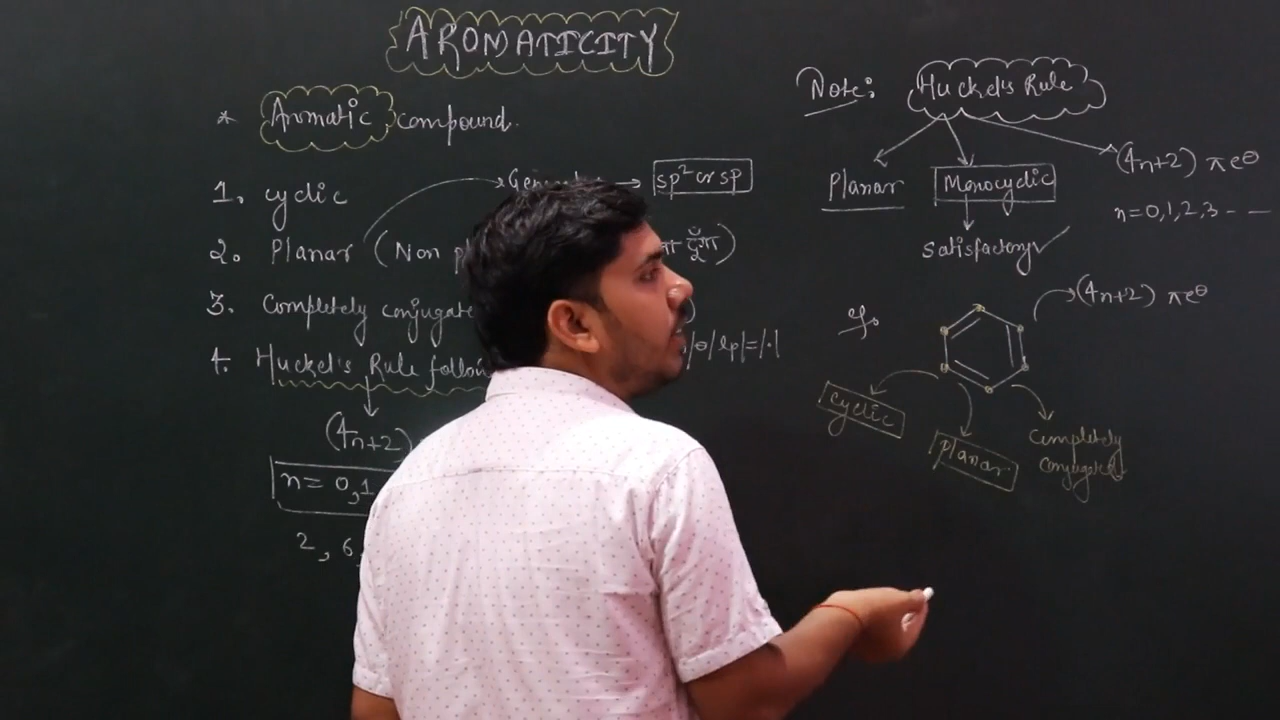 AROMATICITY
* Aromatic compound.
1. cyclic
sp² or sp
2. Planar (Non
3. Completely conjugate
|⊖|lp|=|·|
4. Huckel's Rule follow
(4n+2)
n= 0,1
2, 6,
Note: Huckel's Rule
Planar Monocyclic (4n+2) πe⊖
n=0,1,2,3 - -
Satisfactory ✓
(4n+2) πe⊖
cyclic
planar
completely
conjugated